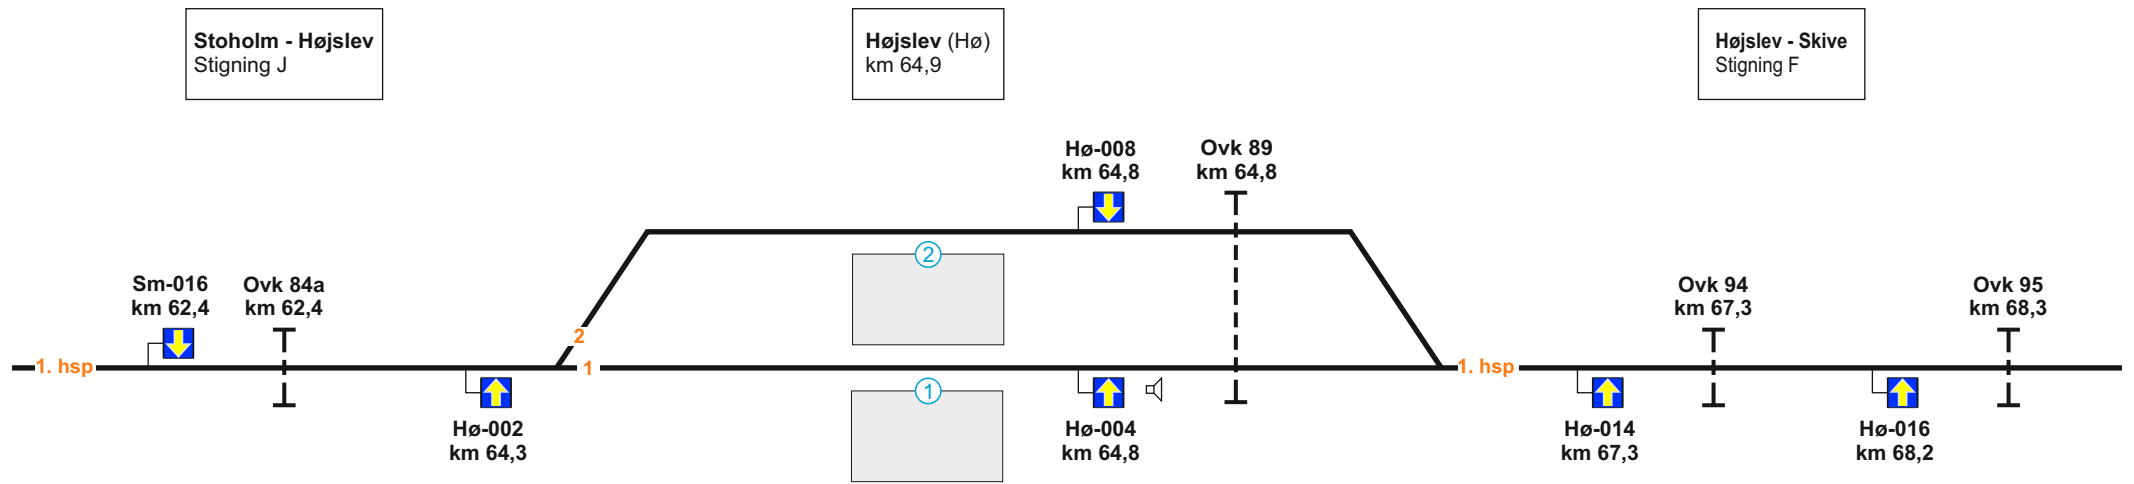 Stoholm - Højslev
Stigning J
Højslev (Hø)
km 64,9
Højslev - Skive
Stigning F
Hø-008
km 64,8
Ovk 89
km 64,8
2
Sm-016
km 62,4
Ovk 84a
km 62,4
Ovk 94
km 67,3
Ovk 95
km 68,3
2
1. hsp
1
1. hsp
1
Hø-002
km 64,3
Hø-004
km 64,8
Hø-014
km 67,3
Hø-016
km 68,2